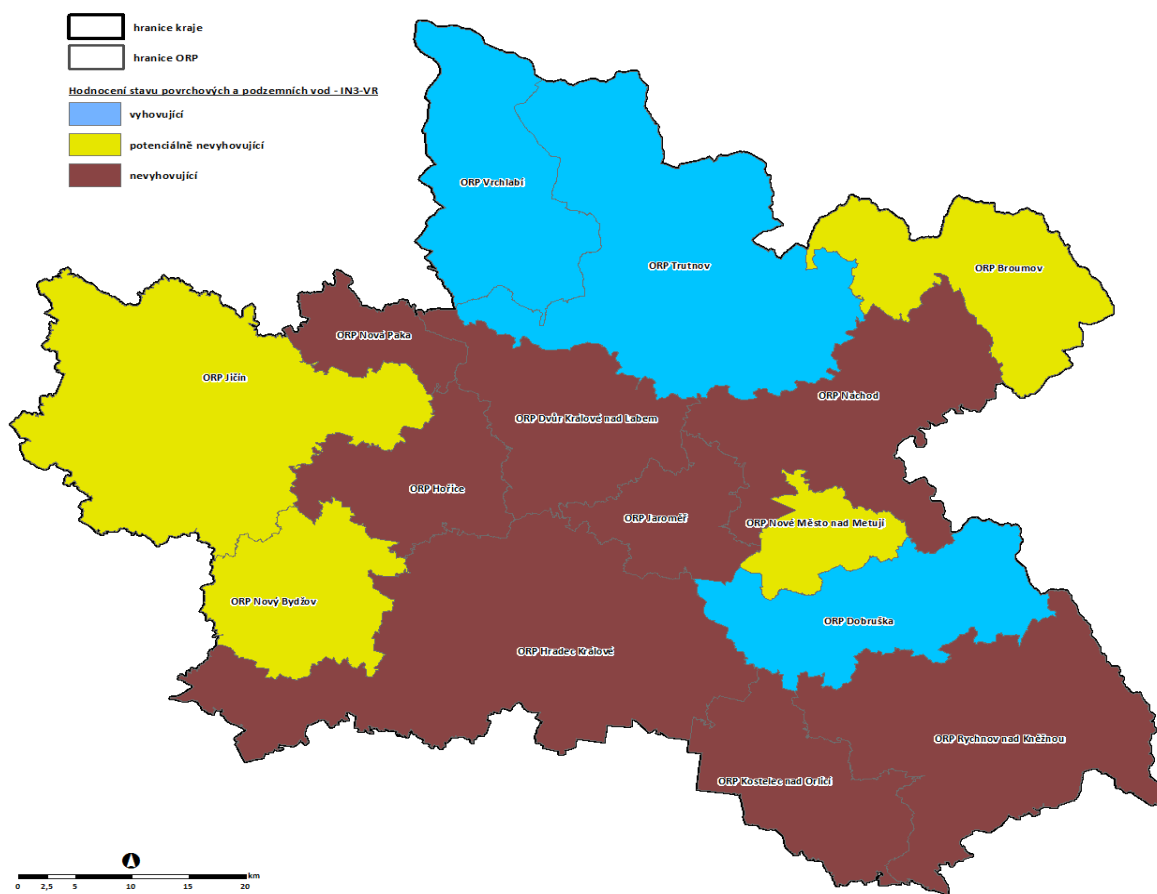 hranice kraje
hranice ORP
Hodnocení stavu povrchových a podzemních vod - IN3-VR
vyhovující
potenciálně nevyhovující
nevyhovující
ORP Vrchlabí
ORP Trutnov
ORP Broumov
ORP Nová Paka
ORP Jičín
ORP Náchod
ORP Dvůr Králové nad Labem
ORP Hořice
ORP Jaroměř
ORP Nové Město nad Metují
ORP Nový Bydžov
ORP Dobruška
ORP Hradec Králové
ORP Rychnov nad Kněžnou
ORP Kostelec nad Orlicí
km
0 2,5 5 10 15 20